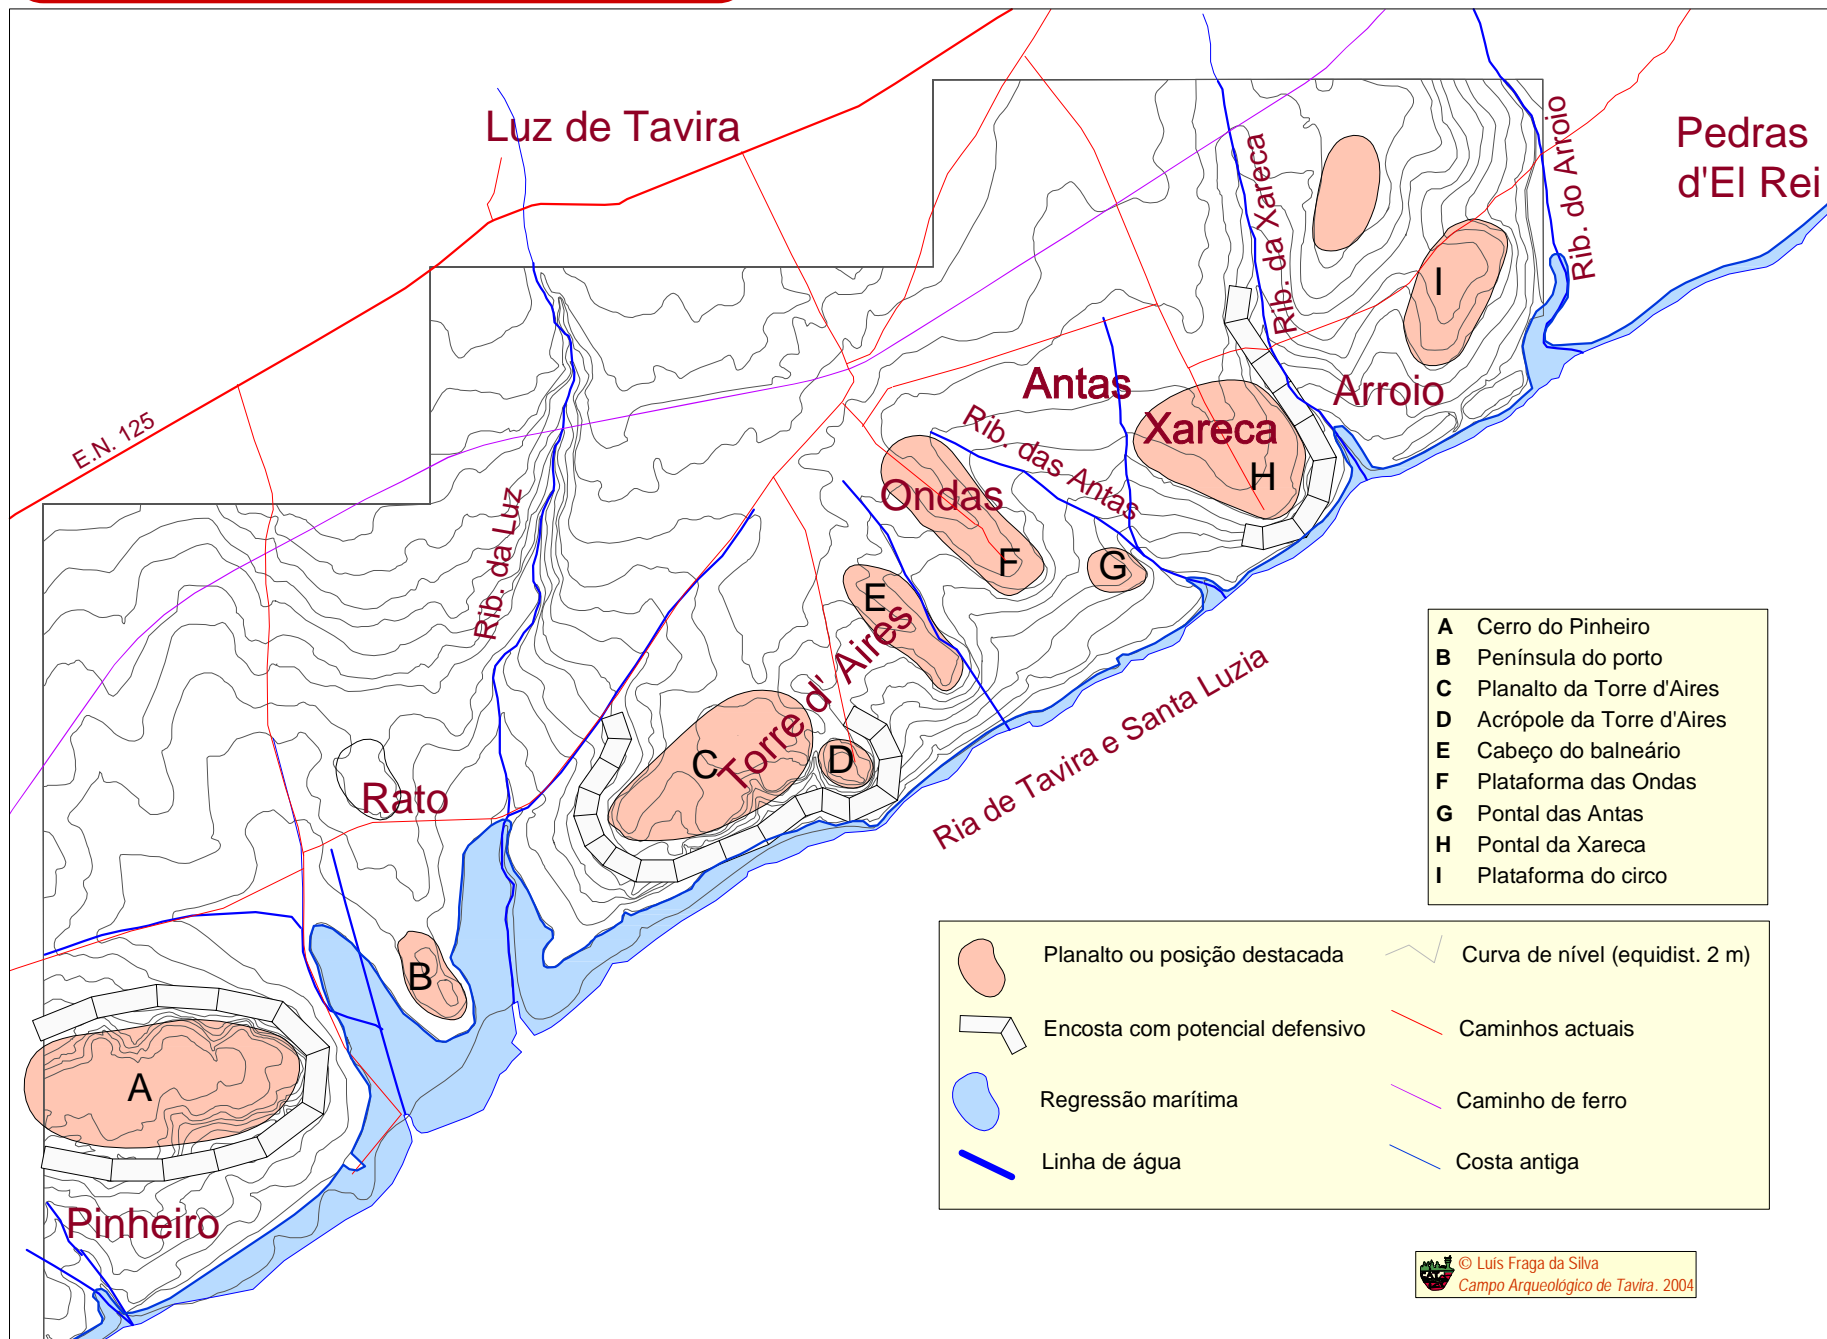 Luz de Tavira
Pedras
d'El Rei
Rib. do Arroio
Rib. da Xareca
E.N. 125
Antas
Arroio
Xareca
Rib. das Antas
Ondas
Rib. da Luz
Torre d' Aires
Rato
Ria de Tavira e Santa Luzia
Pinheiro
A
B
C
D
E
F
G
H
I
A Cerro do Pinheiro
B Península do porto
C Planalto da Torre d'Aires
D Acrópole da Torre d'Aires
E Cabeço do balneário
F Plataforma das Ondas
G Pontal das Antas
H Pontal da Xareca
I Plataforma do circo
Planalto ou posição destacada
Encosta com potencial defensivo
Regressão marítima
Linha de água
Curva de nível (equidist. 2 m)
Caminhos actuais
Caminho de ferro
Costa antiga
© Luís Fraga da Silva
Campo Arqueológico de Tavira. 2004